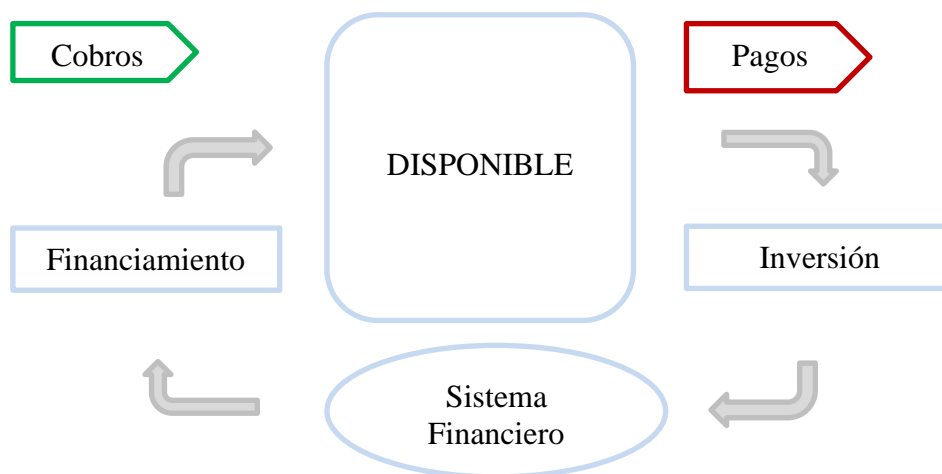 Cobros
Pagos
DISPONIBLE
Financiamiento
Inversión
Sistema
Financiero